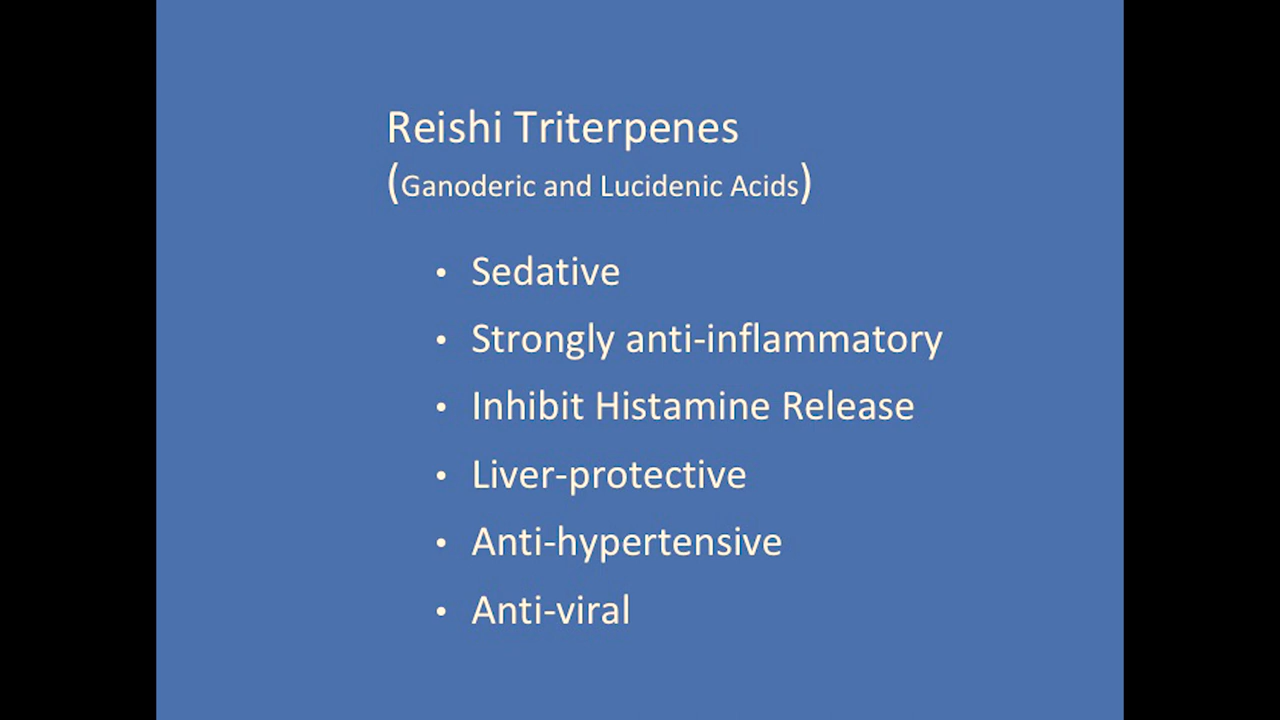 Reishi Triterpenes
(Ganoderic and Lucidenic Acids)
• Sedative
• Strongly anti-inflammatory
• Inhibit Histamine Release
• Liver-protective
• Anti-hypertensive
• Anti-viral